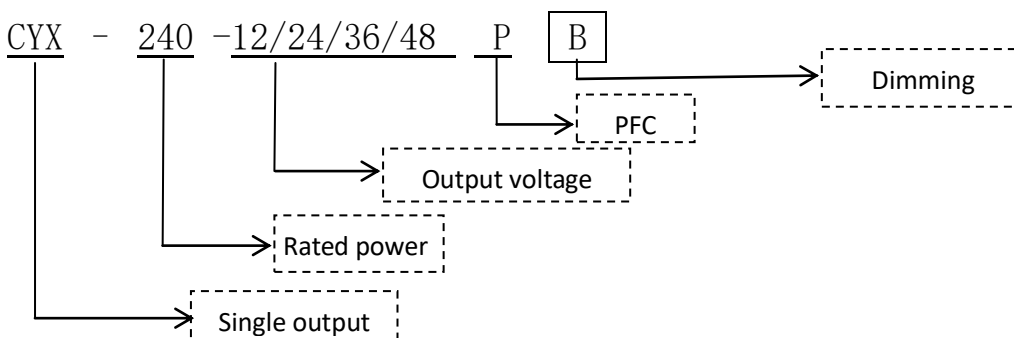 CYX - 240 -12/24/36/48 P B
Dimming
PFC
Output voltage
Rated power
Single output